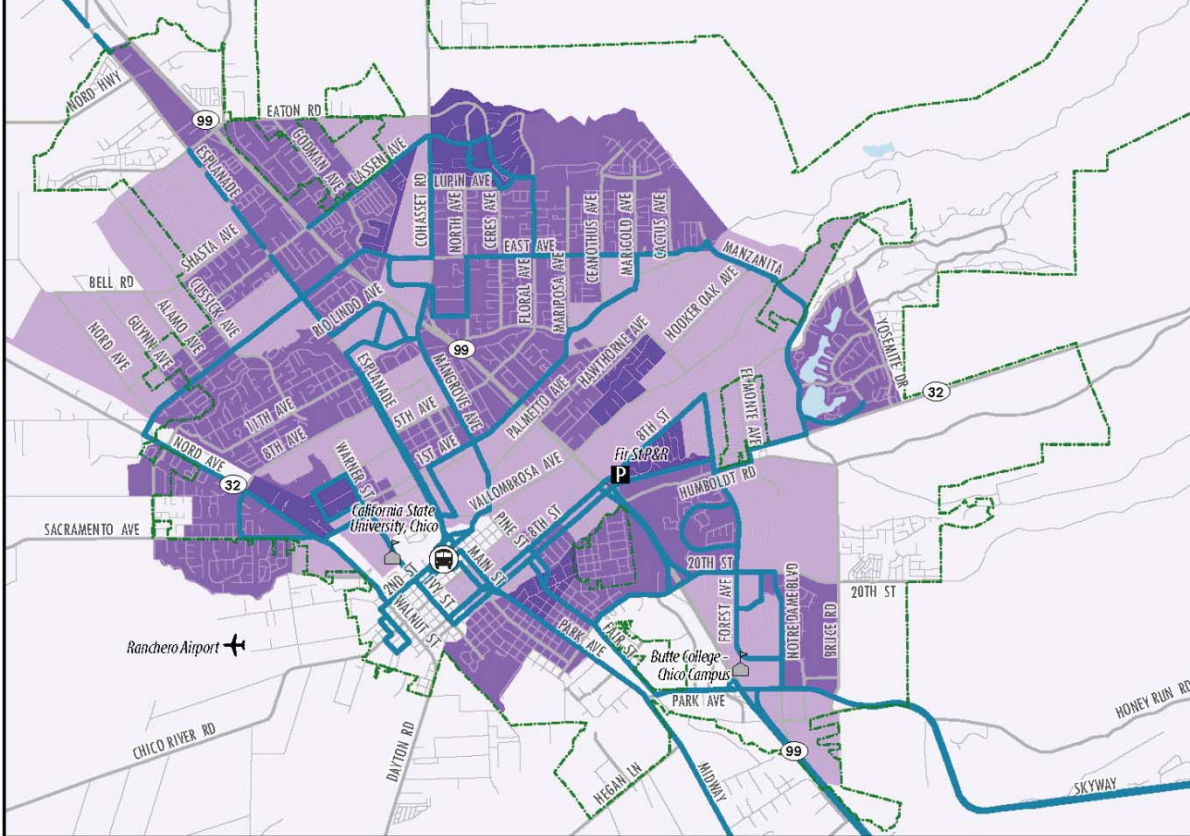 NORD HWY
99
EATON RD
ESPLANADE
GODMAN AVE
LASSEN AVE
COHASSET RD
LUPIN AVE
NORTH AVE
CERES AVE
EAST AVE
CEANOTHUS AVE
MARIGOLD AVE
CACTUS AVE
MANZANITA
SHASTA AVE
BELL RD
CUSSICK AVE
ALAMO AVE
GUYNN AVE
NORD AVE
RIO LINDO AVE
FLORAL AVE
MARIPOSA AVE
HOOKER OAK AVE
YOSEMITE DR
99
ESPLANADE
MANGROVE AVE
HAWTHORNE AVE
PALMETTO AVE
EL MONTE AVE
32
11TH AVE
8TH AVE
5TH AVE
1ST AVE
8TH ST
NORD AVE
32
WARNER ST
VALLOMBROSA AVE
Fir St P&R
P
HUMBOLDT RD
California State
University, Chico
SACRAMENTO AVE
PINE ST
8TH ST
MAIN ST
2ND ST
IVY ST
WALNUT ST
20TH ST
20TH ST
FOREST AVE
NOTRE DAME BLVD
BRUCE RD
Ranchero Airport
PARK AVE
FAIR ST
Butte College -
Chico Campus
PARK AVE
CHICO RIVER RD
DAYTON RD
HEGAN LN
MIDWAY
99
HONEY RUN RD
SKYWAY